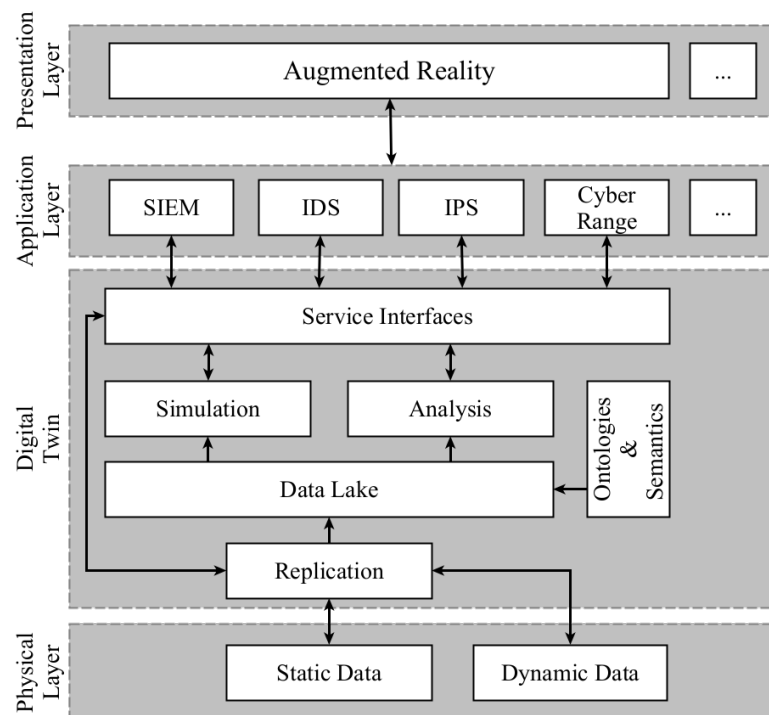 Presentation
Layer
Augmented Reality
...
Application
Layer
SIEM
IDS
IPS
Cyber
Range
...
Digital
Twin
Service Interfaces
Simulation
Analysis
Ontologies
&
Semantics
Data Lake
Replication
Physical
Layer
Static Data
Dynamic Data